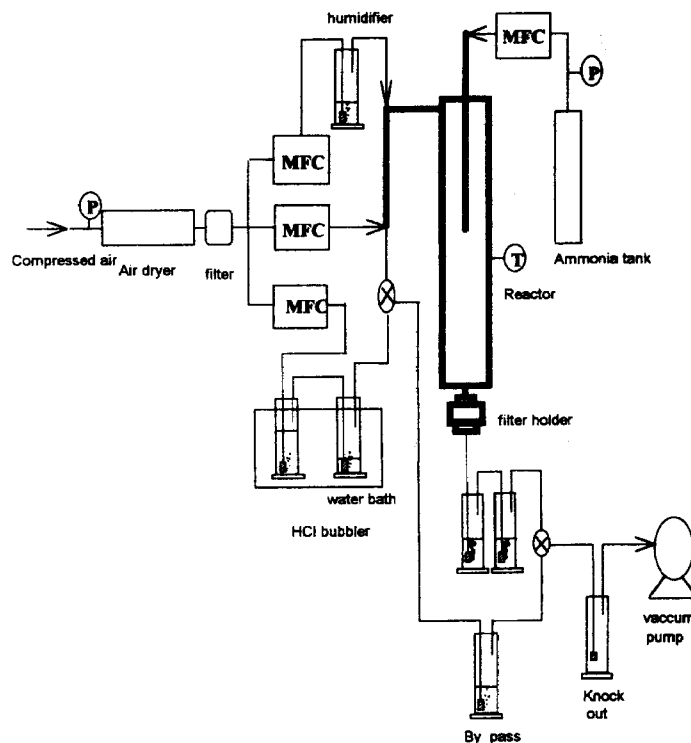 humidifier
MFC
P
MFC
P
MFC
Compressed air
Air dryer
filter
T
Ammonia tank
Reactor
MFC
filter holder
water bath
HCl bubbler
vaccum
pump
Knock
out
By pass